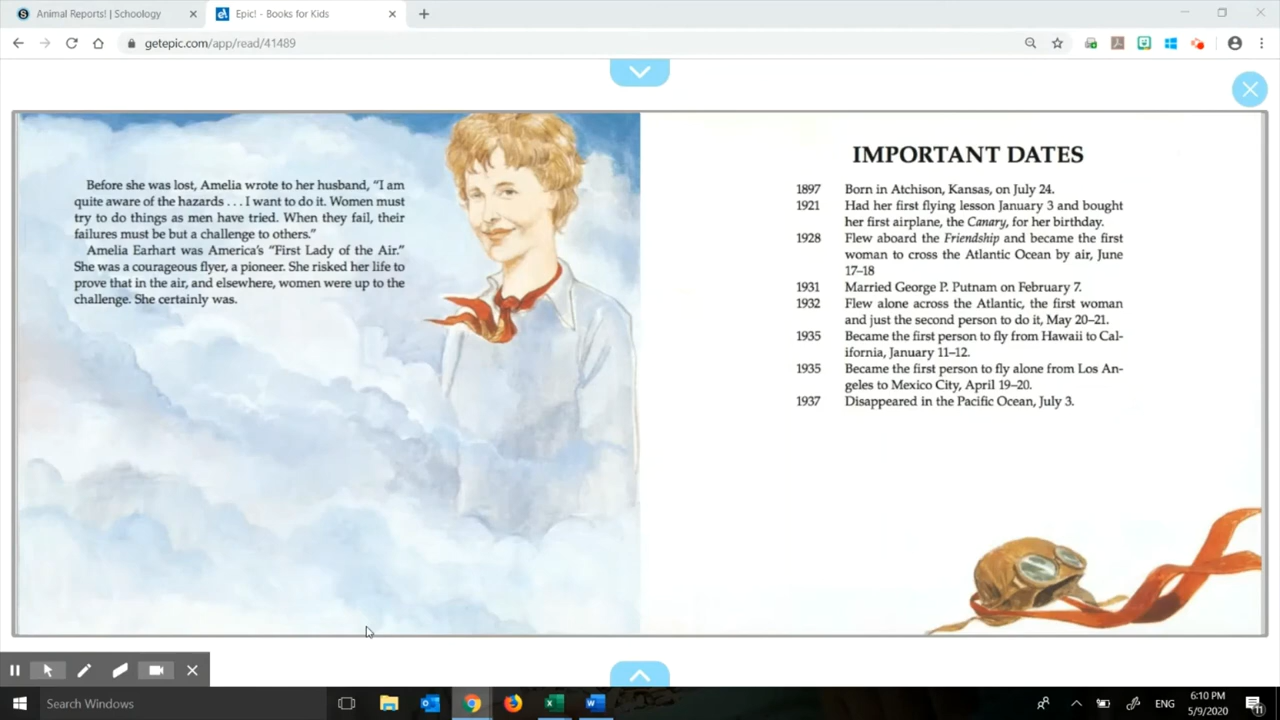 Animal Reports! | Schoology
Epic! - Books for Kids
getepic.com/app/read/41489
Before she was lost, Amelia wrote to her husband, “I am
quite aware of the hazards . . . I want to do it. Women must
try to do things as men have tried. When they fail, their
failures must be but a challenge to others.”
Amelia Earhart was America’s “First Lady of the Air.”
She was a courageous flyer, a pioneer. She risked her life to
prove that in the air, and elsewhere, women were up to the
challenge. She certainly was.
IMPORTANT DATES
1897 Born in Atchison, Kansas, on July 24.
1921 Had her first flying lesson January 3 and bought
her first airplane, the Canary, for her birthday.
1928 Flew aboard the Friendship and became the first
woman to cross the Atlantic Ocean by air, June
17–18
1931 Married George P. Putnam on February 7.
1932 Flew alone across the Atlantic, the first woman
and just the second person to do it, May 20–21.
1935 Became the first person to fly from Hawaii to Cal-
ifornia, January 11–12.
1935 Became the first person to fly alone from Los An-
geles to Mexico City, April 19–20.
1937 Disappeared in the Pacific Ocean, July 3.
Search Windows
ENG
6:10 PM
5/9/2020
11